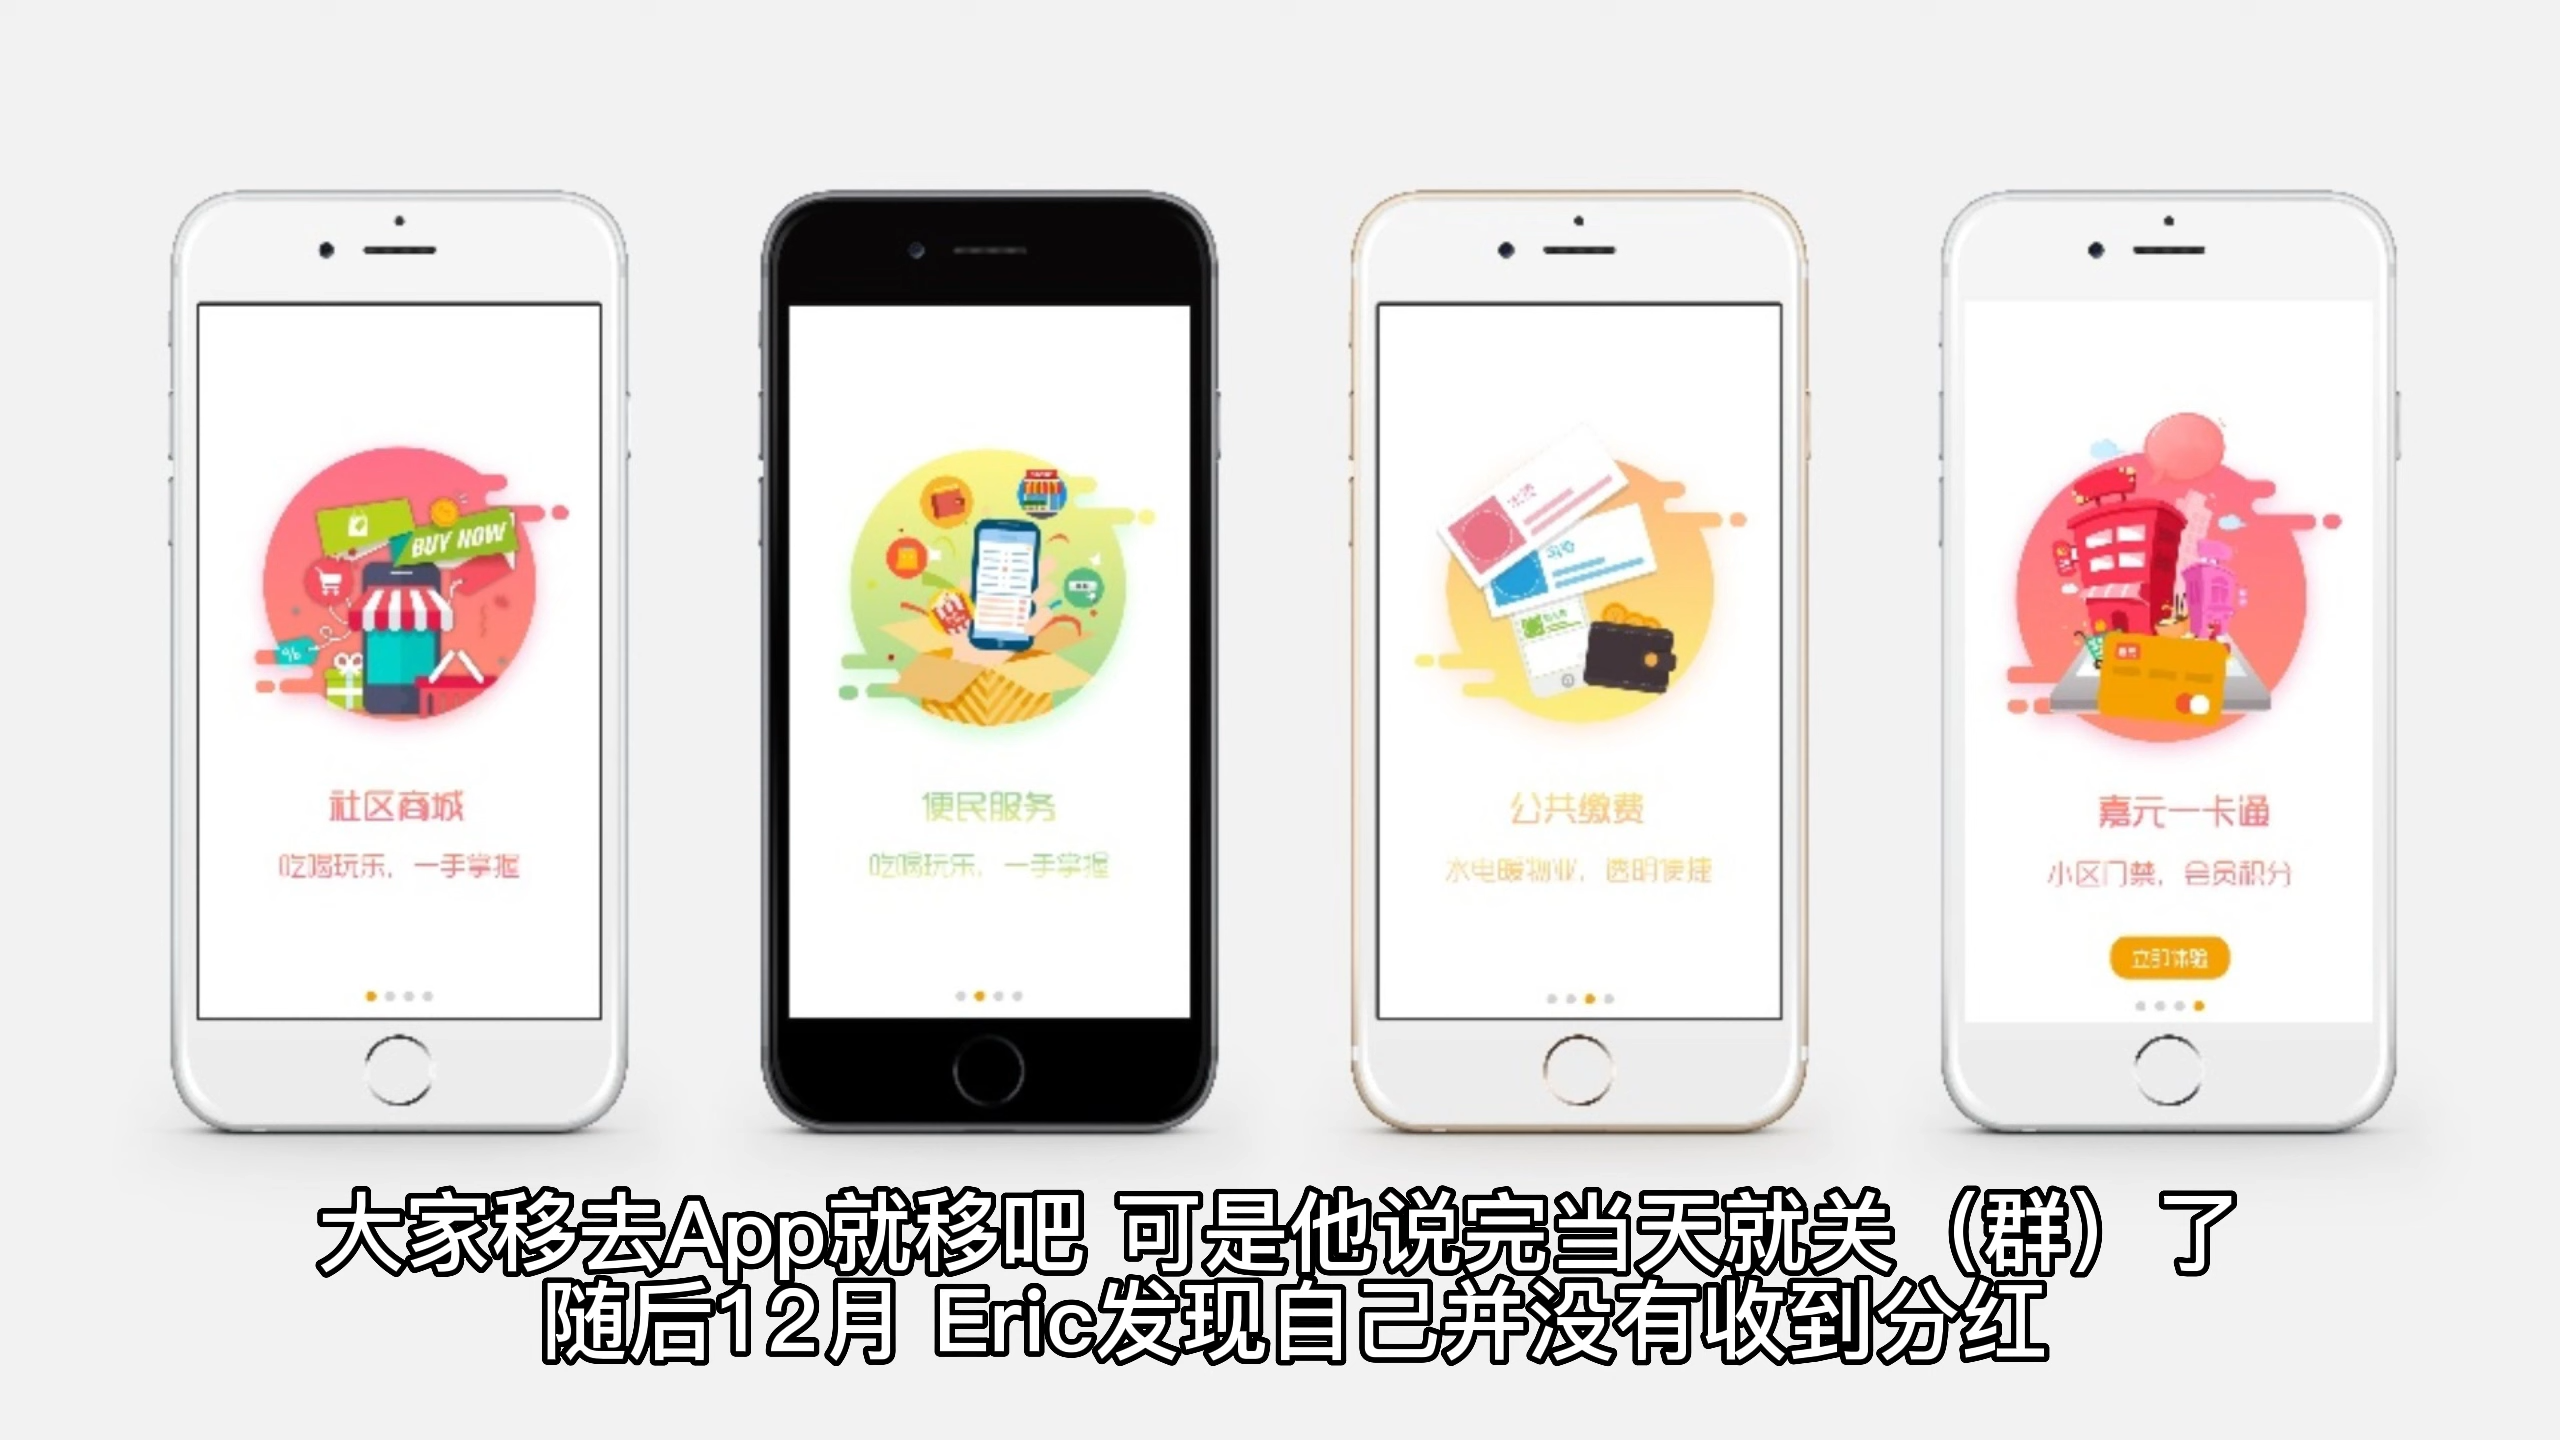 BUY NOW
%
社区商城
吃喝玩乐，一手掌握
便民服务
吃喝玩乐，一手掌握
公共缴费
水电暖物业，透明便捷
嘉元一卡通
小区门禁，会员积分
立即体验
大家移去App就移吧 可是他说完当天就关（群）了
随后12月 Eric发现自己并没有收到分红